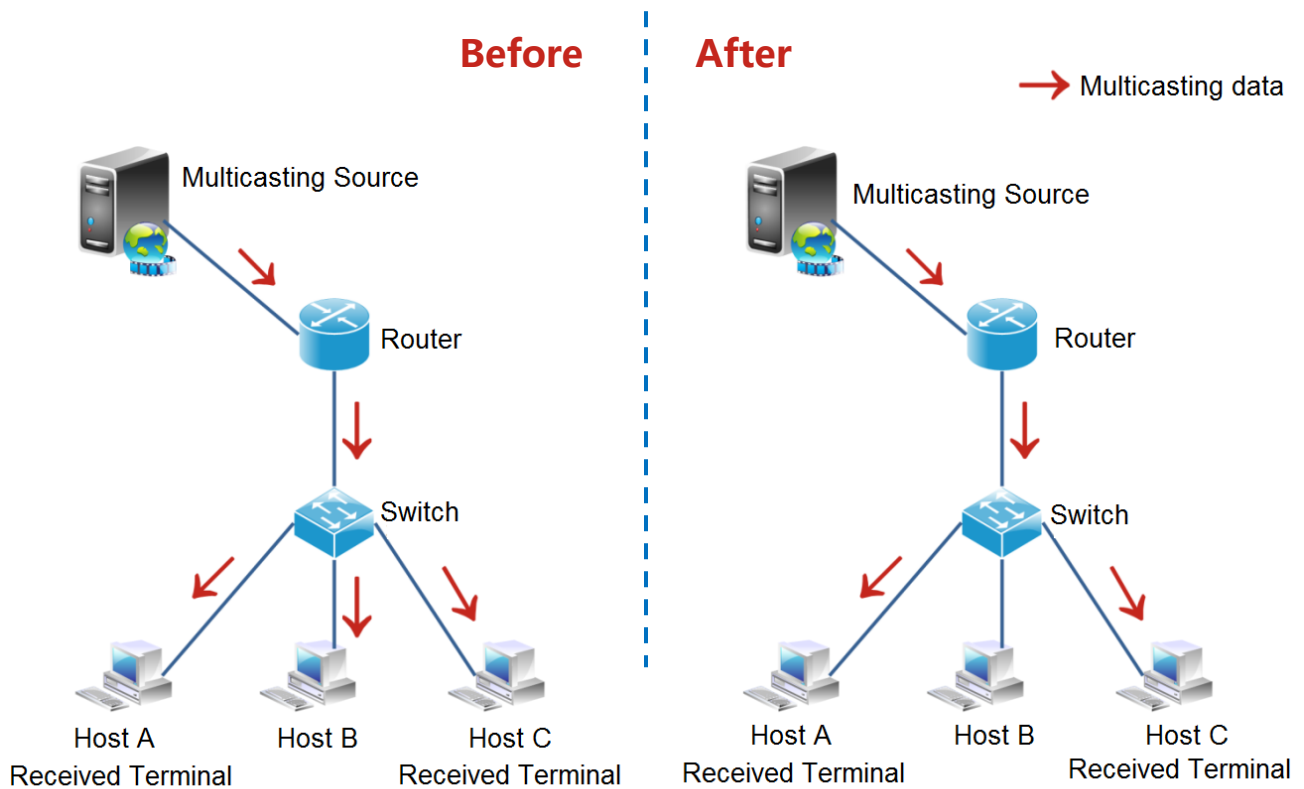 Before
After
Multicasting data
Multicasting Source
Multicasting Source
Router
Router
Switch
Switch
Host A
Host B
Host C
Received Terminal
Received Terminal
Host A
Host B
Host C
Received Terminal
Received Terminal